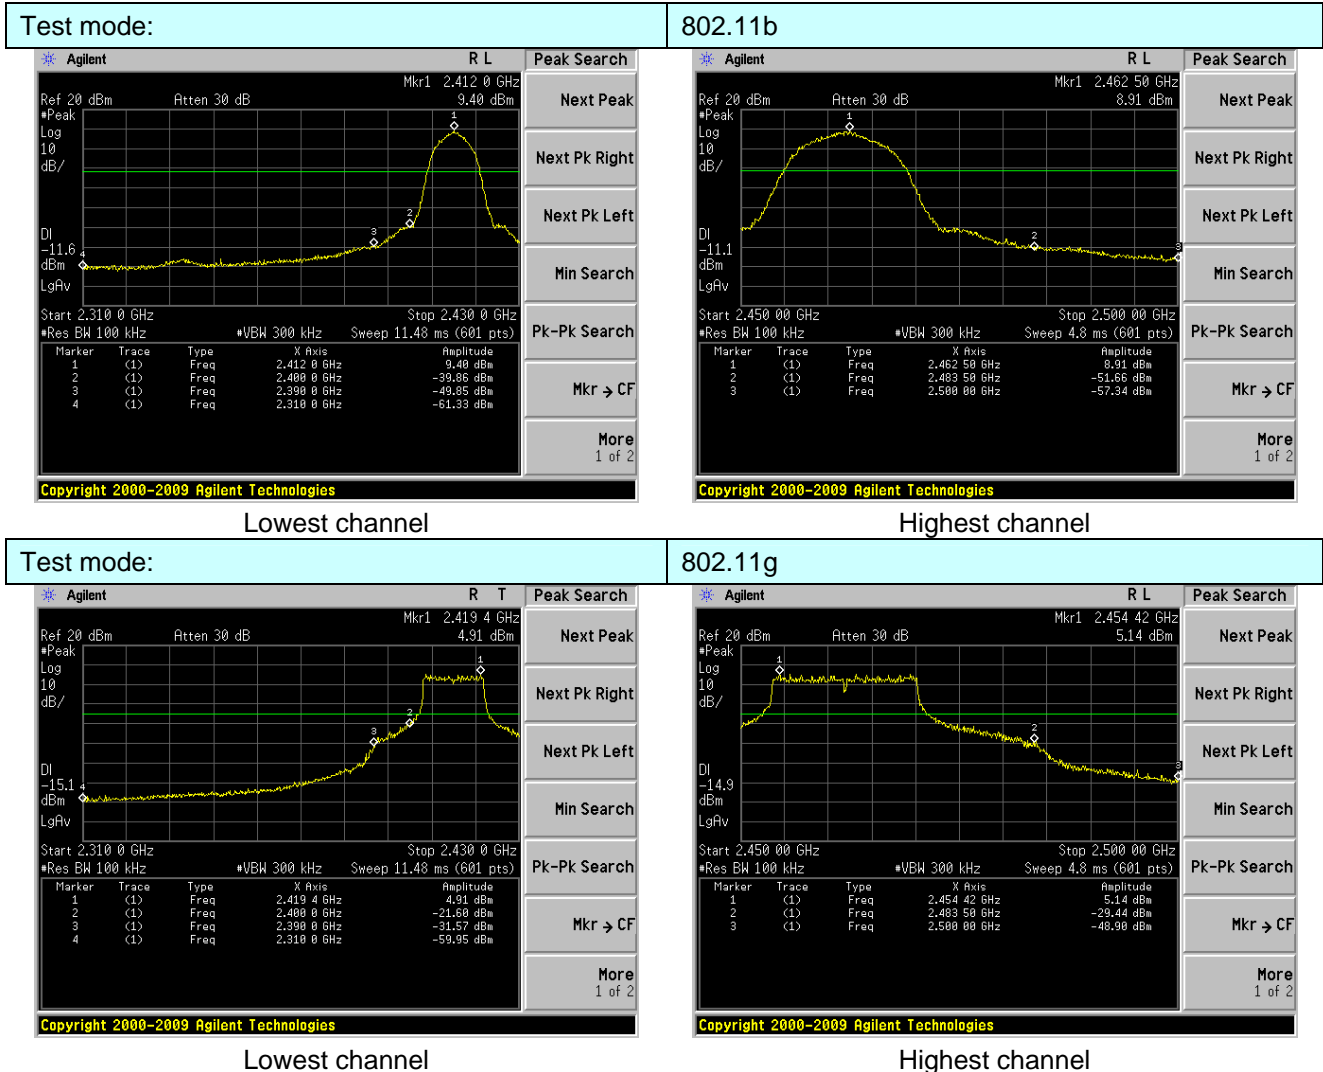 Test mode: 802.11b
Agilent R L Peak Search
Mkr1 2.412 0 GHz
Ref 20 dBm Atten 30 dB 9.40 dBm
#Peak
Log
10
dB/
DI
-11.6
dBm
LgAv
1
2
3
4
Start 2.310 0 GHz Stop 2.430 0 GHz
#Res BW 100 kHz #VBW 300 kHz Sweep 11.48 ms (601 pts)
Marker Trace Type X Axis Amplitude
1 (1) Freq 2.412 0 GHz 9.40 dBm
2 (1) Freq 2.400 0 GHz -39.86 dBm
3 (1) Freq 2.390 0 GHz -49.85 dBm
4 (1) Freq 2.310 0 GHz -61.33 dBm
Next Peak
Next Pk Right
Next Pk Left
Min Search
Pk-Pk Search
Mkr → CF
More
1 of 2
Copyright 2000-2009 Agilent Technologies
Lowest channel
Agilent R L Peak Search
Mkr1 2.462 50 GHz
Ref 20 dBm Atten 30 dB 8.91 dBm
#Peak
Log
10
dB/
DI
-11.1
dBm
LgAv
1
2
3
Start 2.450 00 GHz Stop 2.500 00 GHz
#Res BW 100 kHz #VBW 300 kHz Sweep 4.8 ms (601 pts)
Marker Trace Type X Axis Amplitude
1 (1) Freq 2.462 50 GHz 8.91 dBm
2 (1) Freq 2.483 50 GHz -51.66 dBm
3 (1) Freq 2.500 00 GHz -57.34 dBm
Next Peak
Next Pk Right
Next Pk Left
Min Search
Pk-Pk Search
Mkr → CF
More
1 of 2
Copyright 2000-2009 Agilent Technologies
Highest channel
Test mode: 802.11g
Agilent R T Peak Search
Mkr1 2.419 4 GHz
Ref 20 dBm Atten 30 dB 4.91 dBm
#Peak
Log
10
dB/
DI
-15.1
dBm
LgAv
1
2
3
4
Start 2.310 0 GHz Stop 2.430 0 GHz
#Res BW 100 kHz #VBW 300 kHz Sweep 11.48 ms (601 pts)
Marker Trace Type X Axis Amplitude
1 (1) Freq 2.419 4 GHz 4.91 dBm
2 (1) Freq 2.400 0 GHz -21.60 dBm
3 (1) Freq 2.390 0 GHz -31.57 dBm
4 (1) Freq 2.310 0 GHz -59.95 dBm
Next Peak
Next Pk Right
Next Pk Left
Min Search
Pk-Pk Search
Mkr → CF
More
1 of 2
Copyright 2000-2009 Agilent Technologies
Lowest channel
Agilent R L Peak Search
Mkr1 2.454 42 GHz
Ref 20 dBm Atten 30 dB 5.14 dBm
#Peak
Log
10
dB/
DI
-14.9
dBm
LgAv
1
2
3
Start 2.450 00 GHz Stop 2.500 00 GHz
#Res BW 100 kHz #VBW 300 kHz Sweep 4.8 ms (601 pts)
Marker Trace Type X Axis Amplitude
1 (1) Freq 2.454 42 GHz 5.14 dBm
2 (1) Freq 2.483 50 GHz -29.44 dBm
3 (1) Freq 2.500 00 GHz -48.90 dBm
Next Peak
Next Pk Right
Next Pk Left
Min Search
Pk-Pk Search
Mkr → CF
More
1 of 2
Copyright 2000-2009 Agilent Technologies
Highest channel